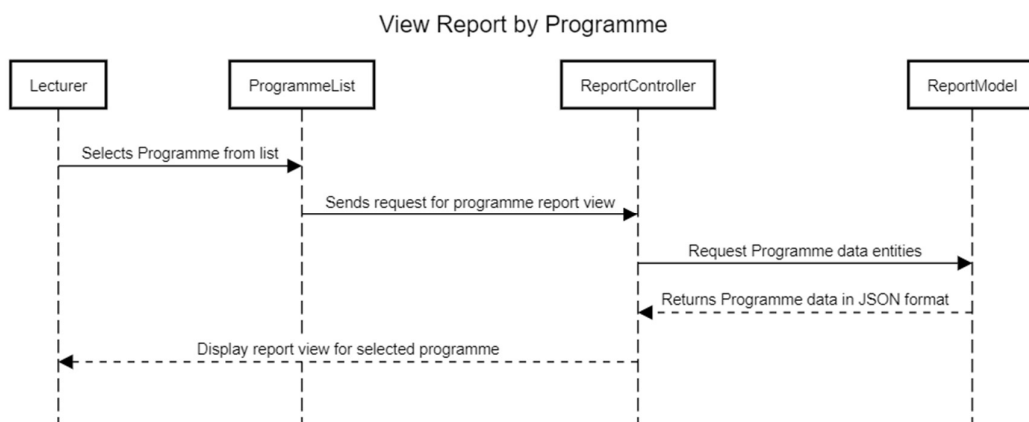 View Report by Programme
Lecturer
ProgrammeList
ReportController
ReportModel
Selects Programme from list
Sends request for programme report view
Request Programme data entities
Returns Programme data in JSON format
Display report view for selected programme